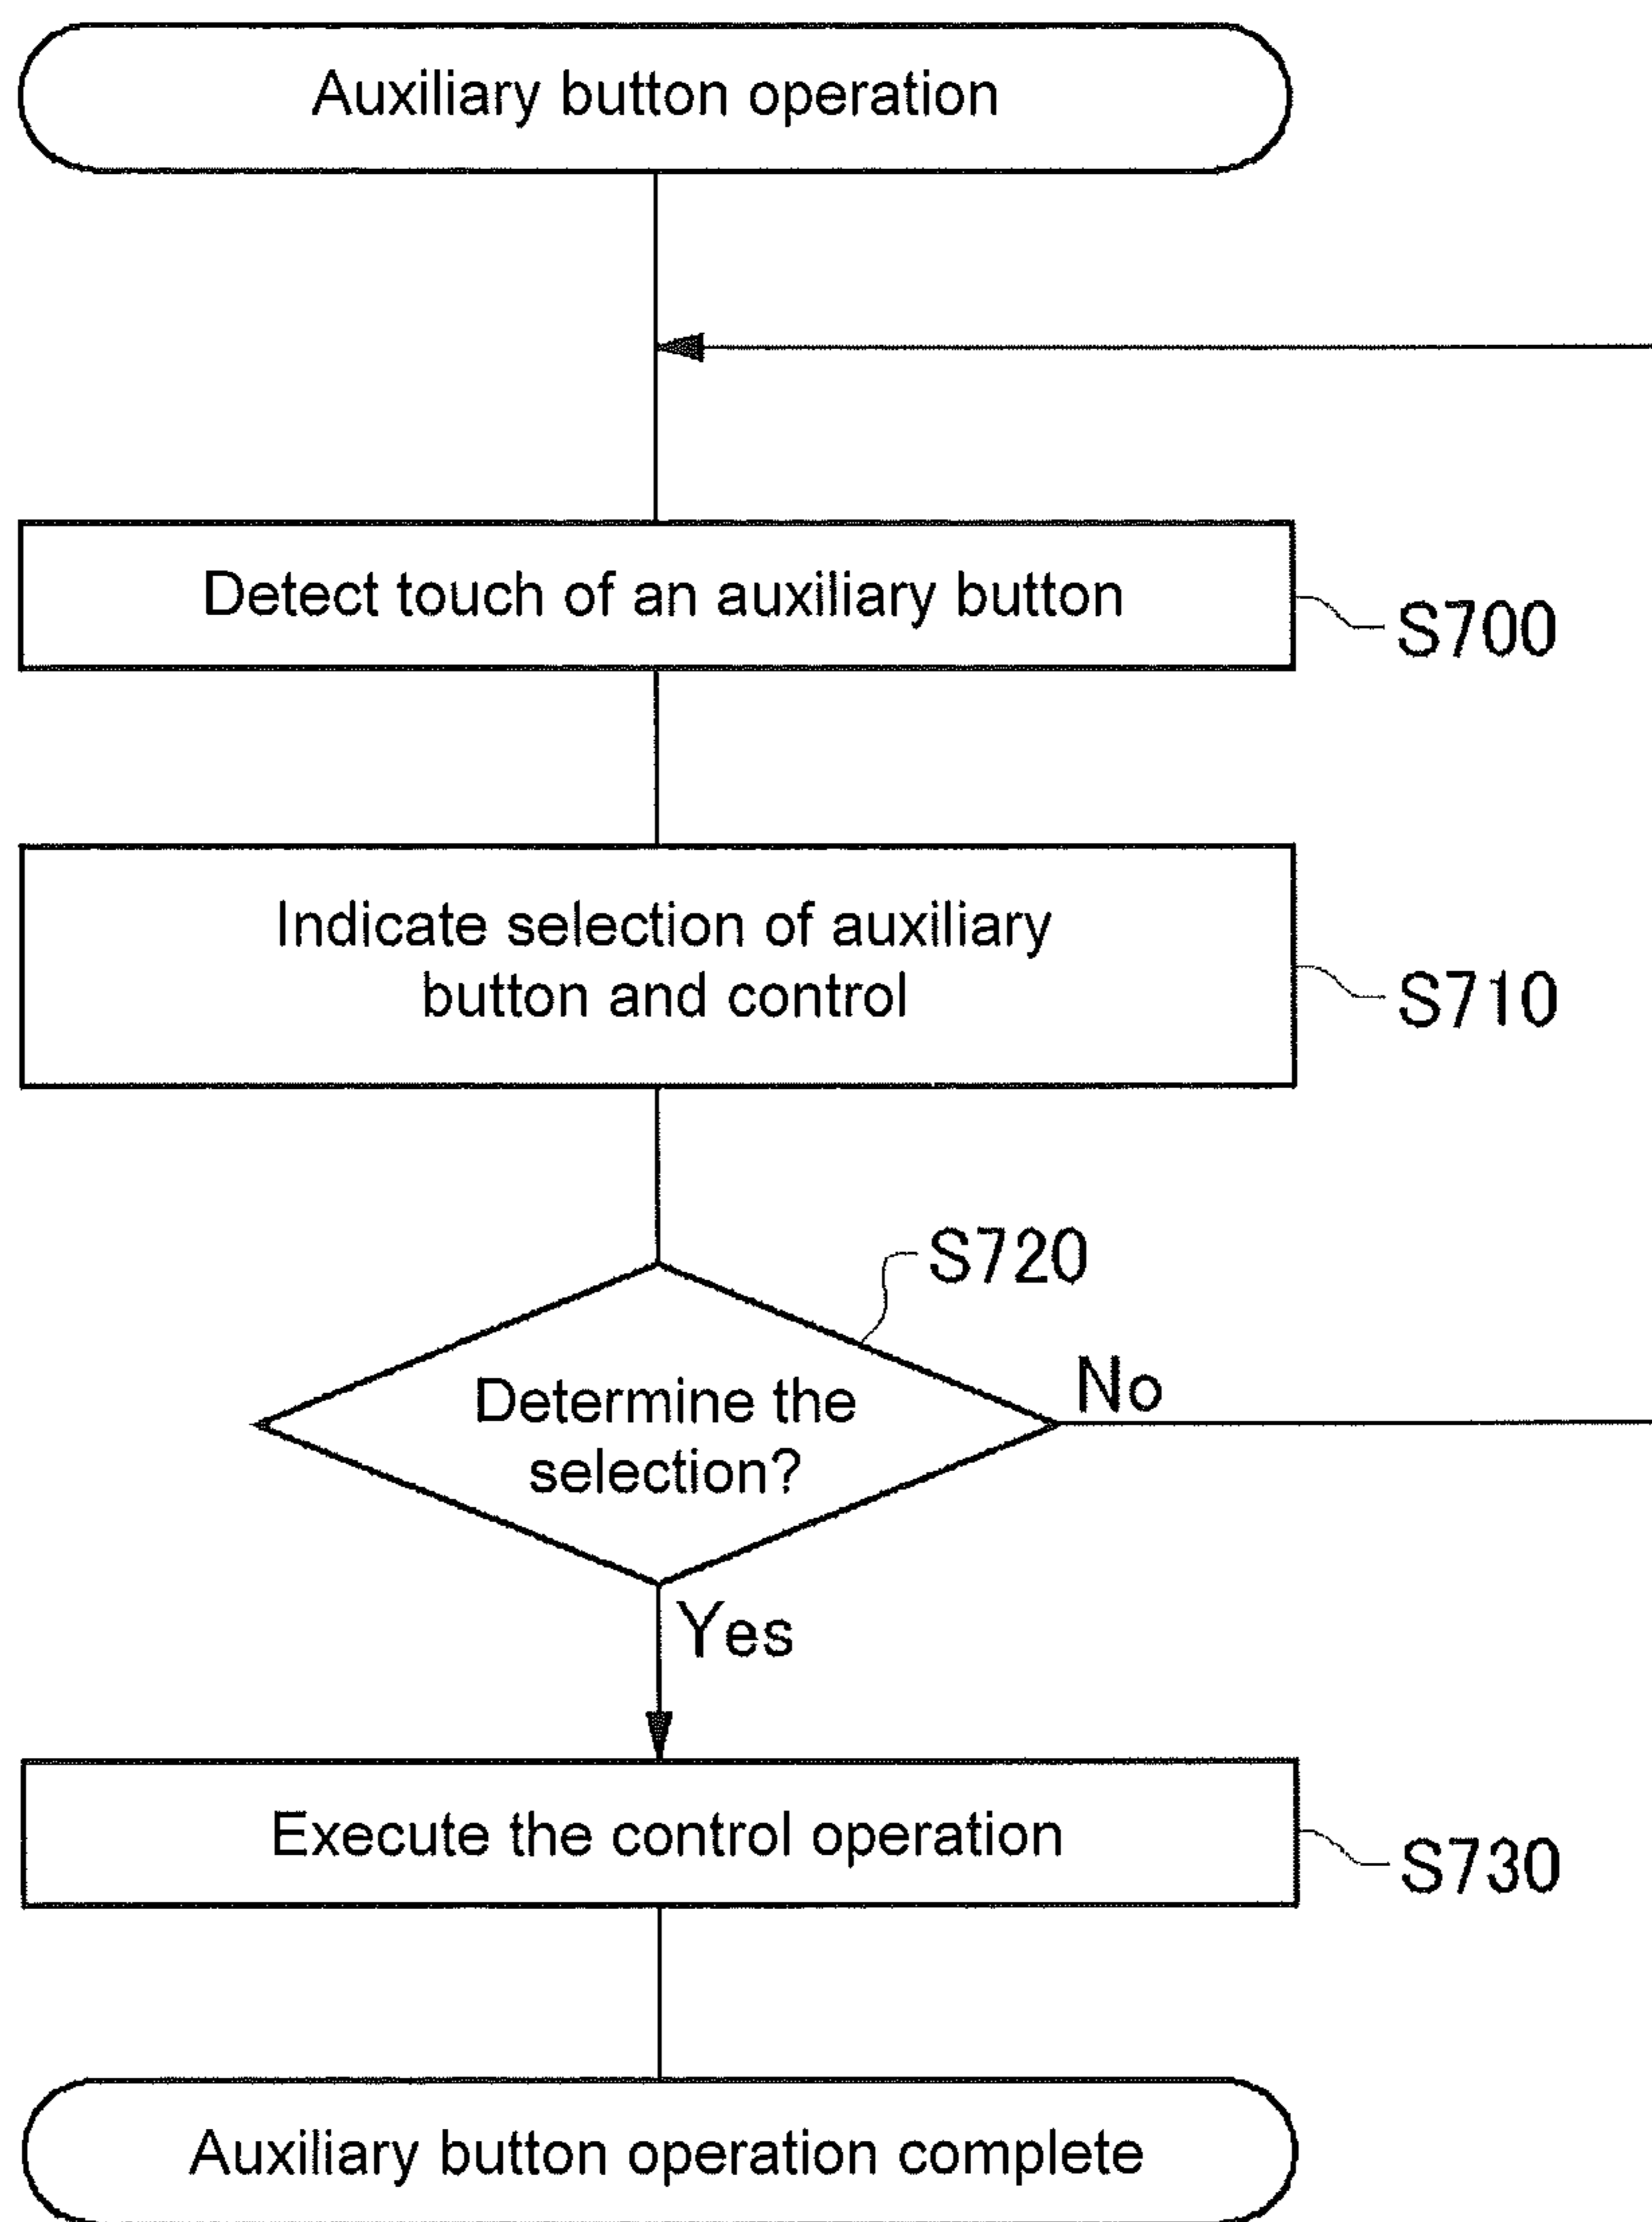 Auxiliary button operation
Detect touch of an auxiliary button
S700
Indicate selection of auxiliary
button and control
S710
S720
Determine the
selection?
No
Yes
Execute the control operation
S730
Auxiliary button operation complete